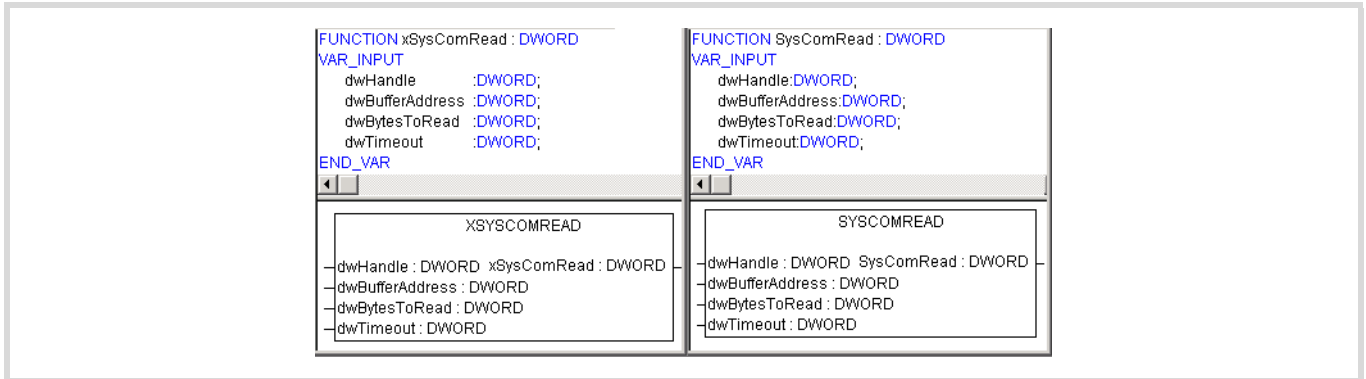 FUNCTION xSysComRead : DWORD
VAR_INPUT
dwHandle :DWORD;
dwBufferAddress :DWORD;
dwBytesToRead :DWORD;
dwTimeout :DWORD;
END_VAR
XSYSCOMREAD
dwHandle : DWORD xSysComRead : DWORD
dwBufferAddress : DWORD
dwBytesToRead : DWORD
dwTimeout : DWORD
FUNCTION SysComRead : DWORD
VAR_INPUT
dwHandle:DWORD;
dwBufferAddress:DWORD;
dwBytesToRead:DWORD;
dwTimeout:DWORD;
END_VAR
SYSCOMREAD
dwHandle : DWORD SysComRead : DWORD
dwBufferAddress : DWORD
dwBytesToRead : DWORD
dwTimeout : DWORD